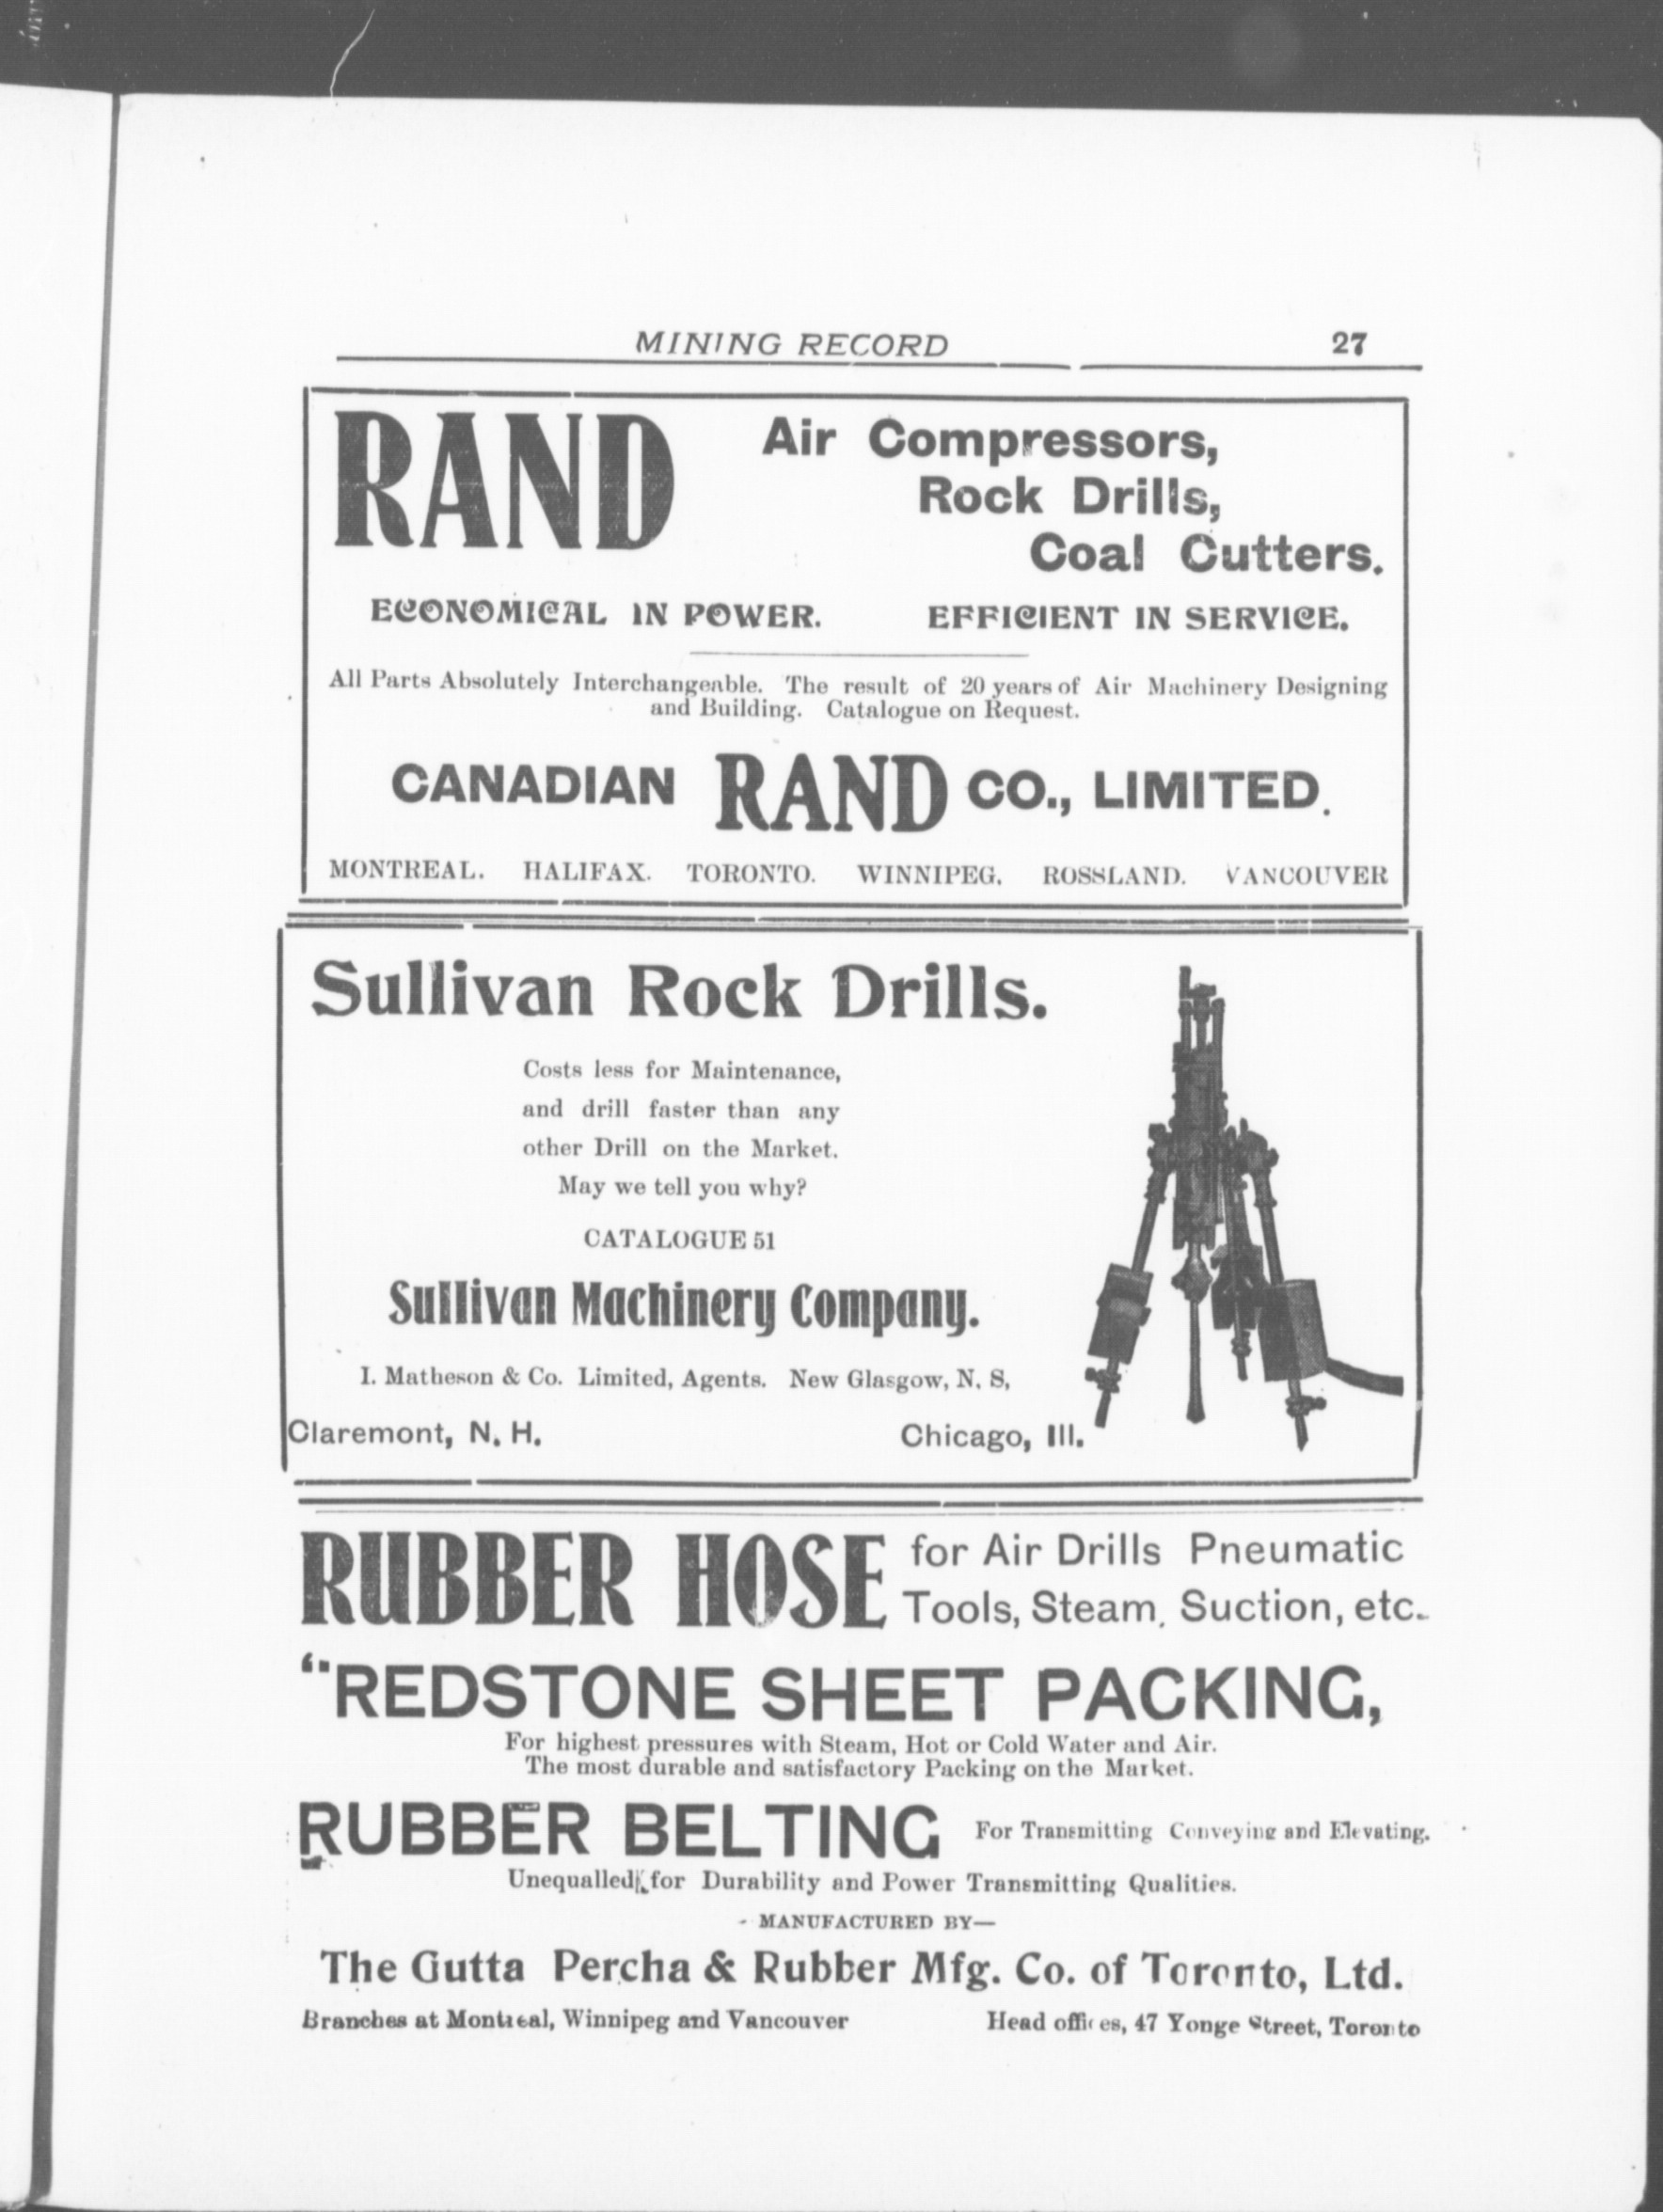 MINING RECORD 27
RAND Air Compressors,
Rock Drills,
Coal Cutters.
ECONOMICAL IN POWER. EFFICIENT IN SERVICE.
All Parts Absolutely Interchangeable. The result of 20 years of Air Machinery Designing
and Building. Catalogue on Request.
CANADIAN RAND CO., LIMITED.
MONTREAL. HALIFAX. TORONTO. WINNIPEG. ROSSLAND. VANCOUVER
Sullivan Rock Drills.
Costs less for Maintenance,
and drill faster than any
other Drill on the Market.
May we tell you why?
CATALOGUE 51
Sullivan Machinery Company.
I. Matheson & Co. Limited, Agents. New Glasgow, N. S,
Claremont, N. H. Chicago, Ill.
RUBBER HOSE for Air Drills Pneumatic
Tools, Steam, Suction, etc.
"REDSTONE SHEET PACKING,
For highest pressures with Steam, Hot or Cold Water and Air.
The most durable and satisfactory Packing on the Market.
RUBBER BELTING For Transmitting Conveying and Elevating.
Unequalled for Durability and Power Transmitting Qualities.
- MANUFACTURED BY—
The Gutta Percha & Rubber Mfg. Co. of Toronto, Ltd.
Branches at Montreal, Winnipeg and Vancouver Head offices, 47 Yonge Street, Toronto